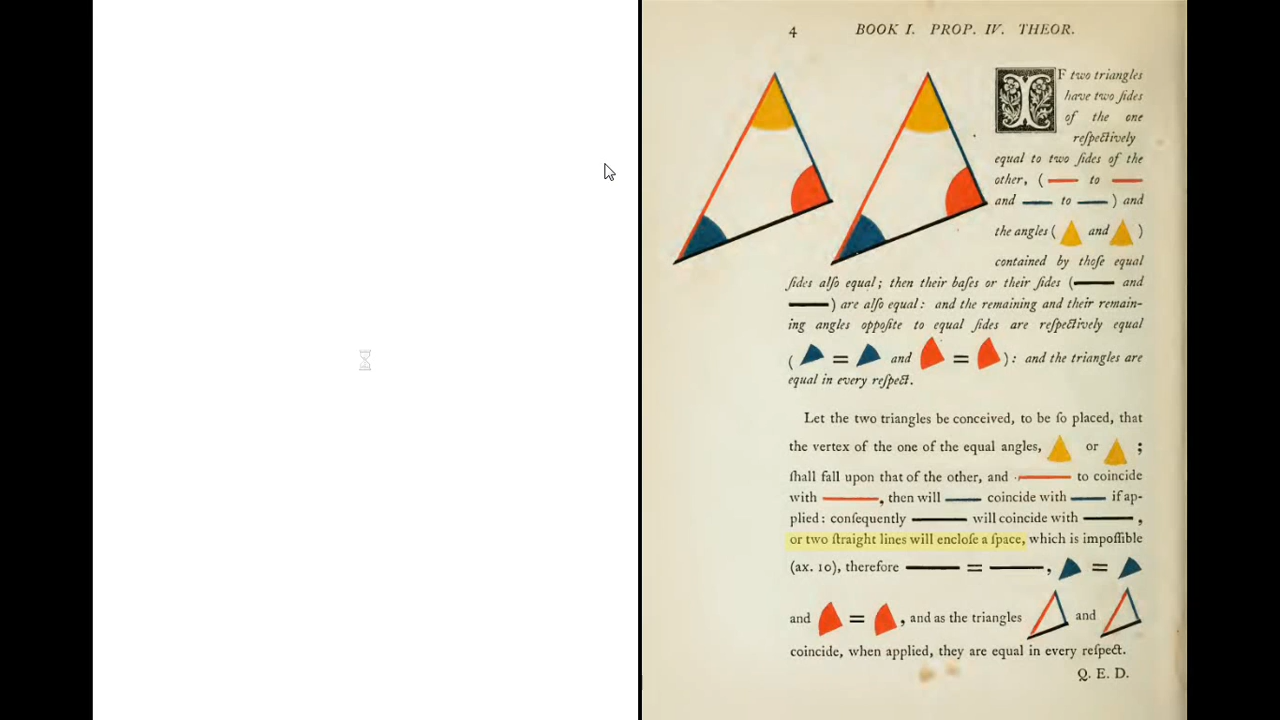 4 BOOK I. PROP. IV. THEOR.
IF two triangles
have two ſides
of the one
reſpectively
equal to two ſides of the
other, ( to
and to ) and
the angles ( and )
contained by thoſe equal
ſides alſo equal; then their baſes or their ſides ( and
) are alſo equal: and the remaining and their remain-
ing angles oppoſite to equal ſides are reſpectively equal
( = and = ): and the triangles are
equal in every reſpect.
Let the two triangles be conceived, to be ſo placed, that
the vertex of the one of the equal angles, or ;
ſhall fall upon that of the other, and to coincide
with , then will coincide with if ap-
plied: conſequently will coincide with ,
or two ſtraight lines will encloſe a ſpace, which is impoſſible
(ax. 10), therefore = , =
and = , and as the triangles and
coincide, when applied, they are equal in every reſpect.
Q. E. D.